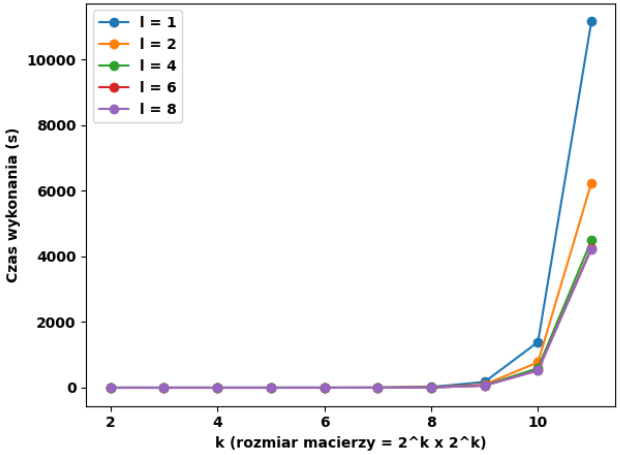 l = 1
l = 2
l = 4
l = 6
l = 8
10000
8000
6000
4000
2000
0
Czas wykonania (s)
2 4 6 8 10
k (rozmiar macierzy = 2^k x 2^k)